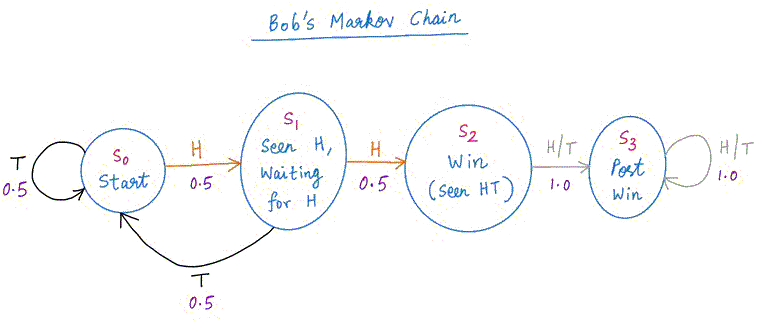 Bob's Markov Chain
T
0.5
S0
Start
H
0.5
S1
Seen H,
Waiting
for H
H
0.5
S2
Win
(Seen HT)
H/T
1.0
S3
Post
Win
H/T
1.0
T
0.5